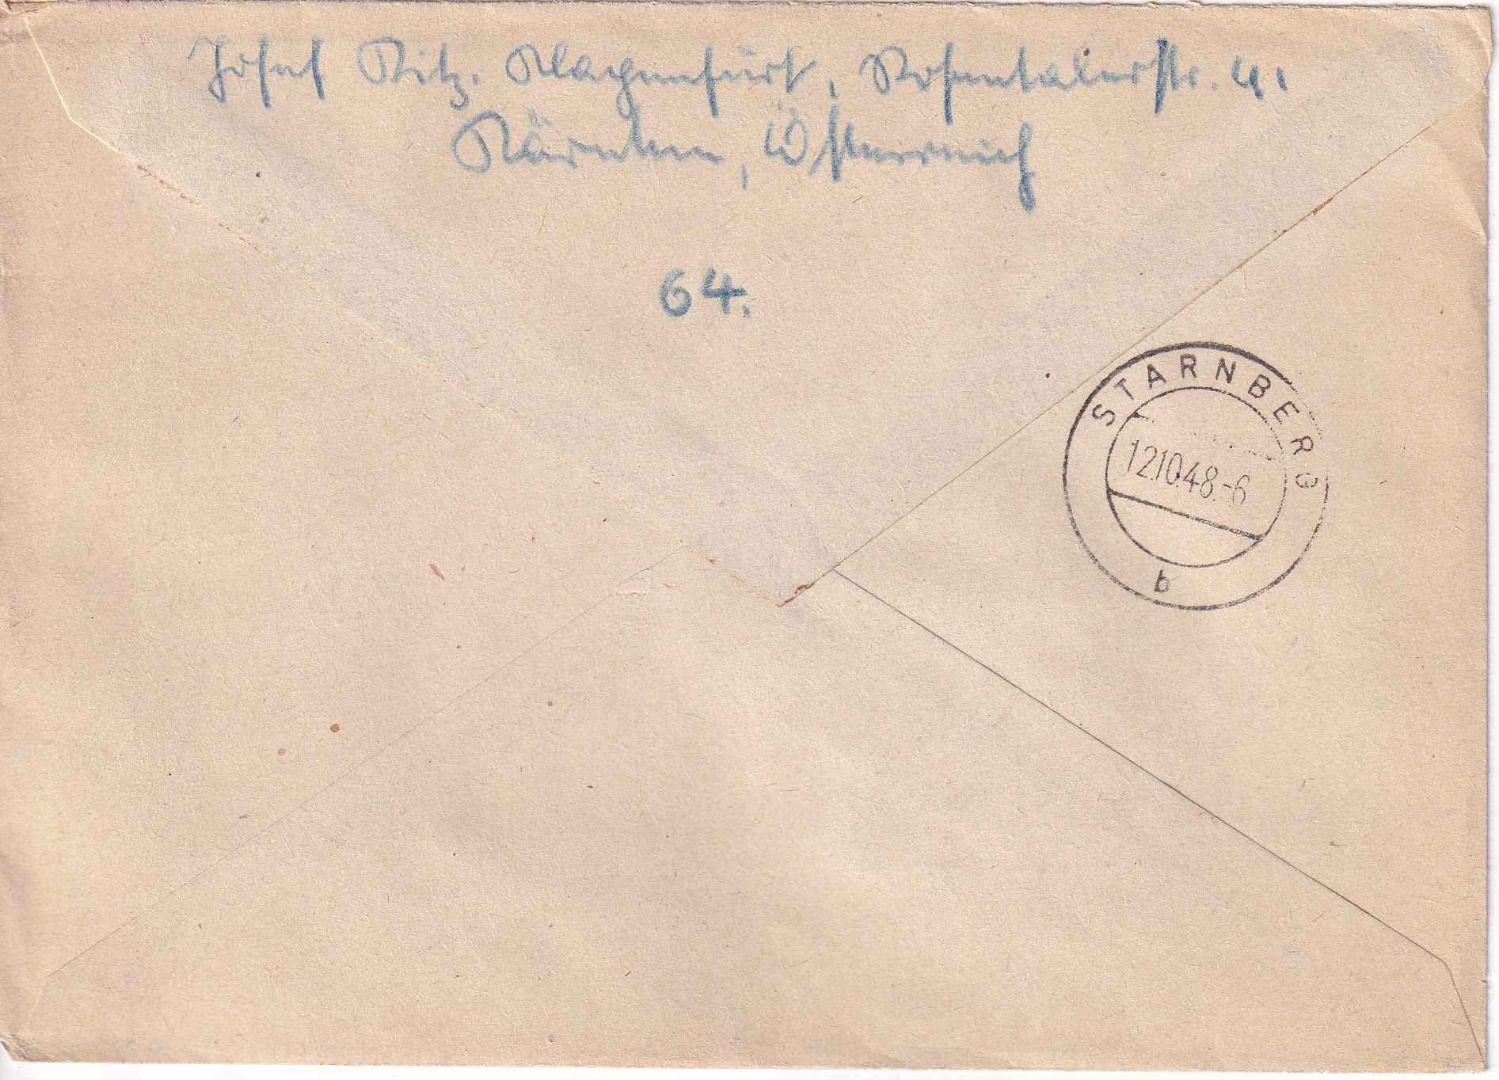 Josef Ritz. Klagenfurt, Rosentalerstr. 41
Kärnten, Österreich
64.
STARNBERG
12.10.48.-6
b